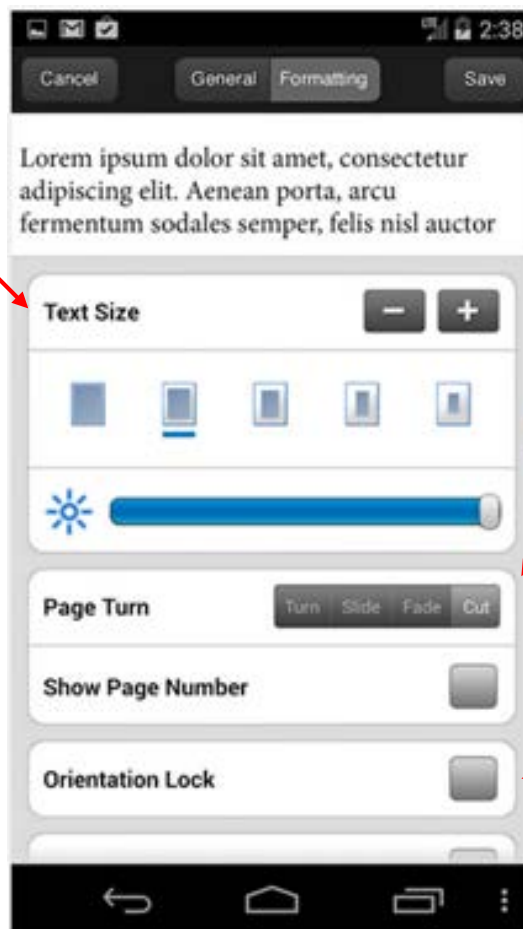 2:38
Cancel General Formatting Save
Lorem ipsum dolor sit amet, consectetur
adipiscing elit. Aenean porta, arcu
fermentum sodales semper, felis nisl auctor
Text Size
Page Turn Turn Slide Fade Cut
Show Page Number
Orientation Lock